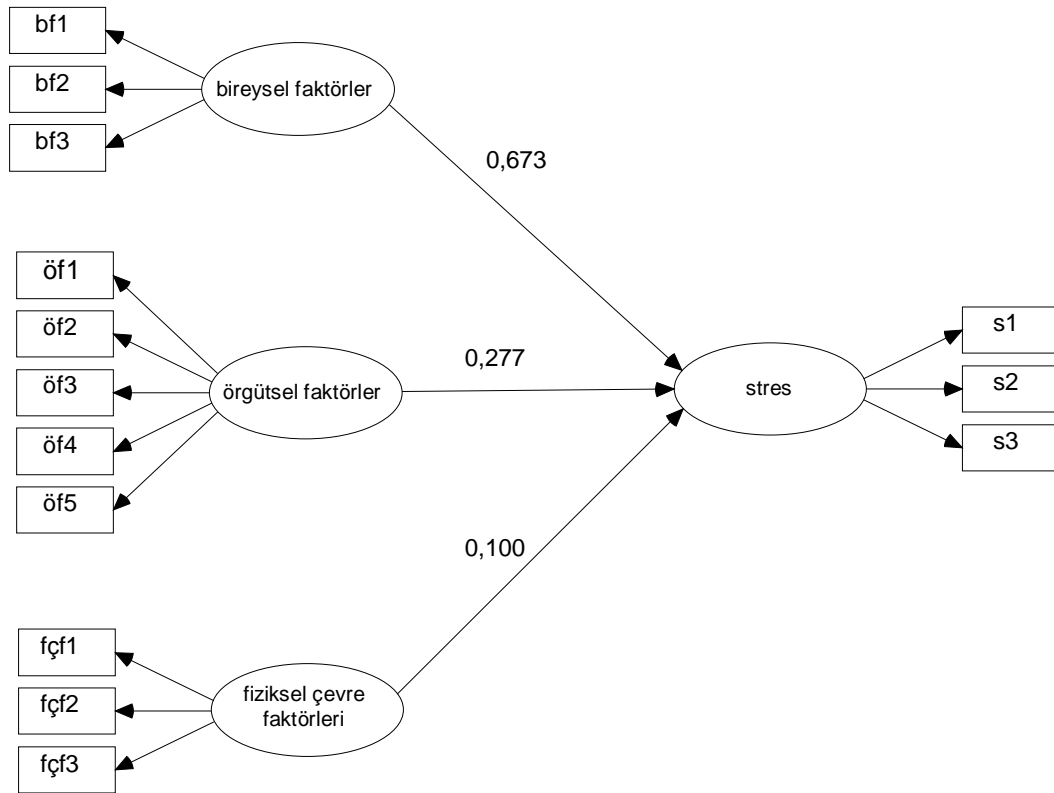 bf1
bf2
bf3
bireysel faktörler
0,673
öf1
öf2
öf3
öf4
öf5
örgütsel faktörler
0,277
stres
s1
s2
s3
0,100
fçf1
fçf2
fçf3
fiziksel çevre
faktörleri